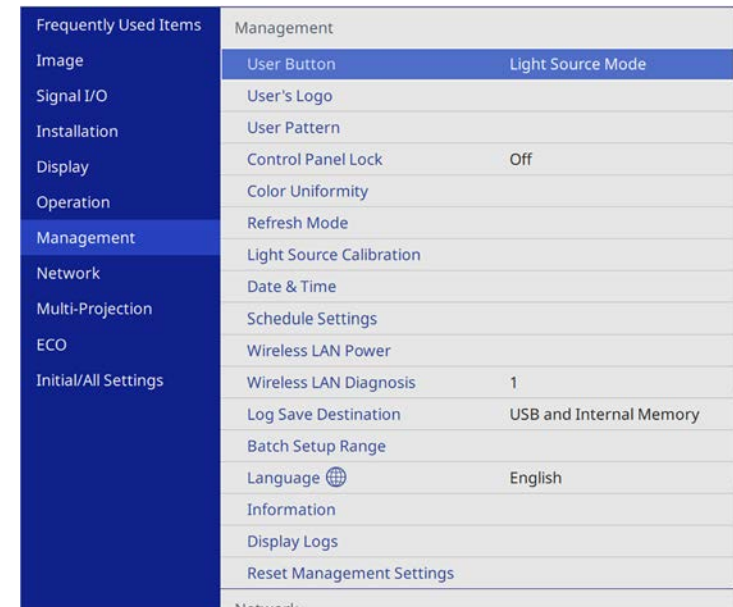 Frequently Used Items
Image
Signal I/O
Installation
Display
Operation
Management
Network
Multi-Projection
ECO
Initial/All Settings
Management
User Button Light Source Mode
User's Logo
User Pattern
Control Panel Lock Off
Color Uniformity
Refresh Mode
Light Source Calibration
Date & Time
Schedule Settings
Wireless LAN Power
Wireless LAN Diagnosis 1
Log Save Destination USB and Internal Memory
Batch Setup Range
Language English
Information
Display Logs
Reset Management Settings
Network